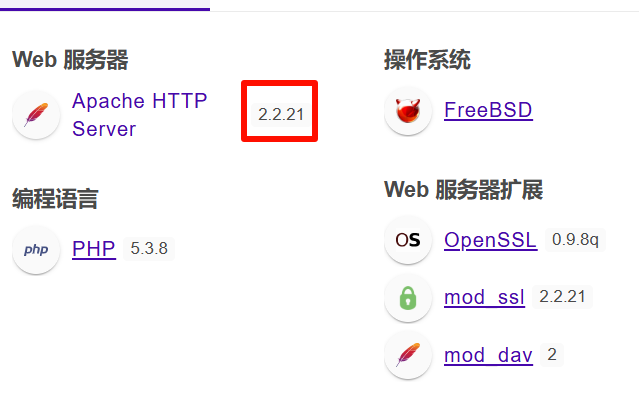 Web 服务器
Apache HTTP
Server
2.2.21
编程语言
php
PHP 5.3.8
操作系统
FreeBSD
Web 服务器扩展
OS
OpenSSL 0.9.8q
mod_ssl 2.2.21
mod_dav 2